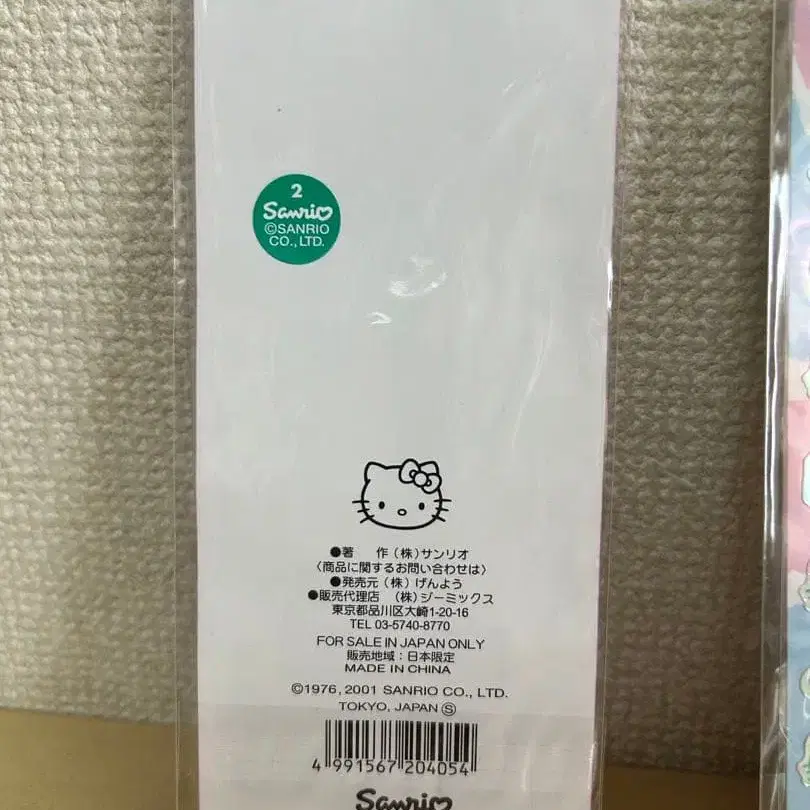 2
Sanrio
©SANRIO
CO., LTD.
●著　作（株）サンリオ
〈商品に関するお問い合わせは〉
●発売元（株）げんよう
●販売代理店　（株）ジーミックス
東京都品川区大崎1-20-16
TEL 03-5740-8770
FOR SALE IN JAPAN ONLY
販売地域：日本限定
MADE IN CHINA
©1976, 2001 SANRIO CO., LTD.
TOKYO, JAPAN Ⓢ
4 991567 204054
Sanrio